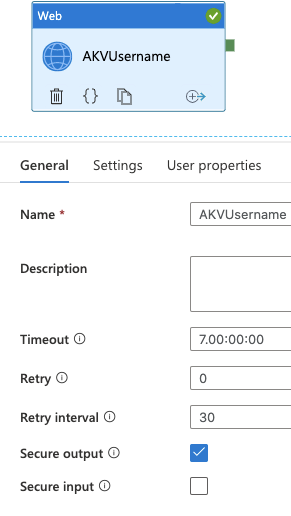 Web
AKVUsername
{}
General Settings User properties
Name * AKVUsername
Description
Timeout 7.00:00:00
Retry 0
Retry interval 30
Secure output
Secure input